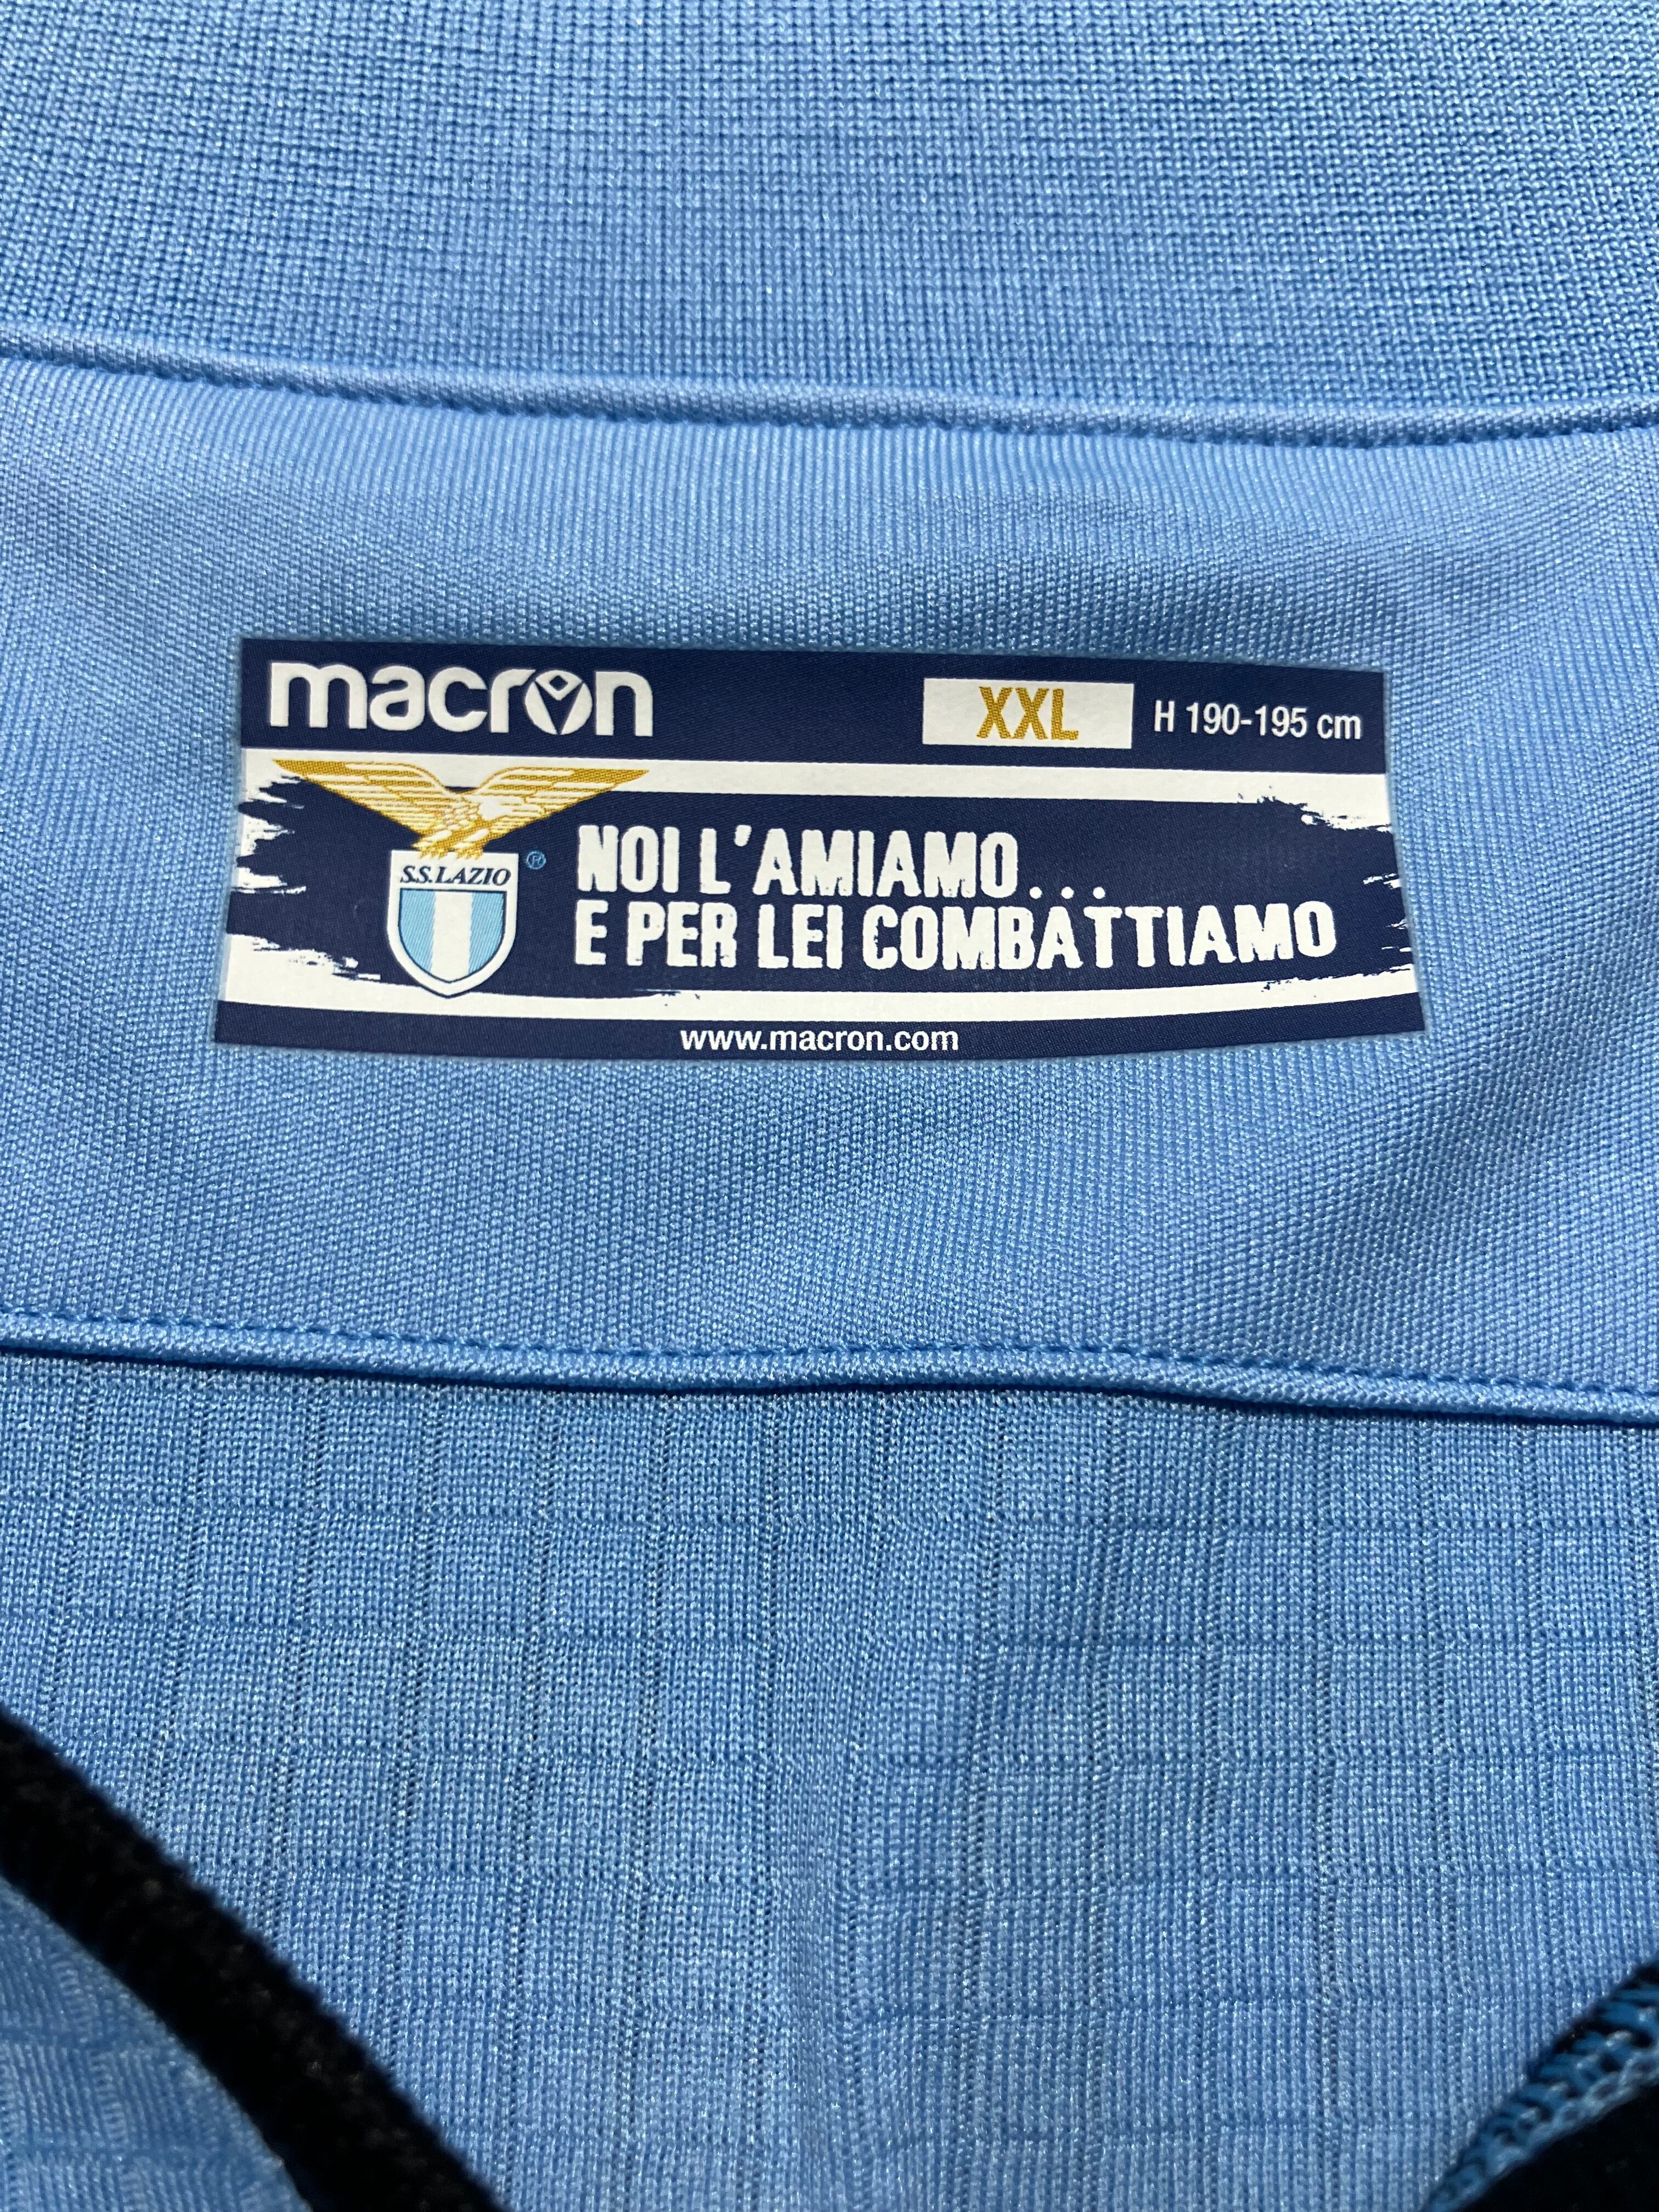 macron
XXL H 190-195 cm
S.S.LAZIO ®
NOI L'AMIAMO...
E PER LEI COMBATTIAMO
www.macron.com